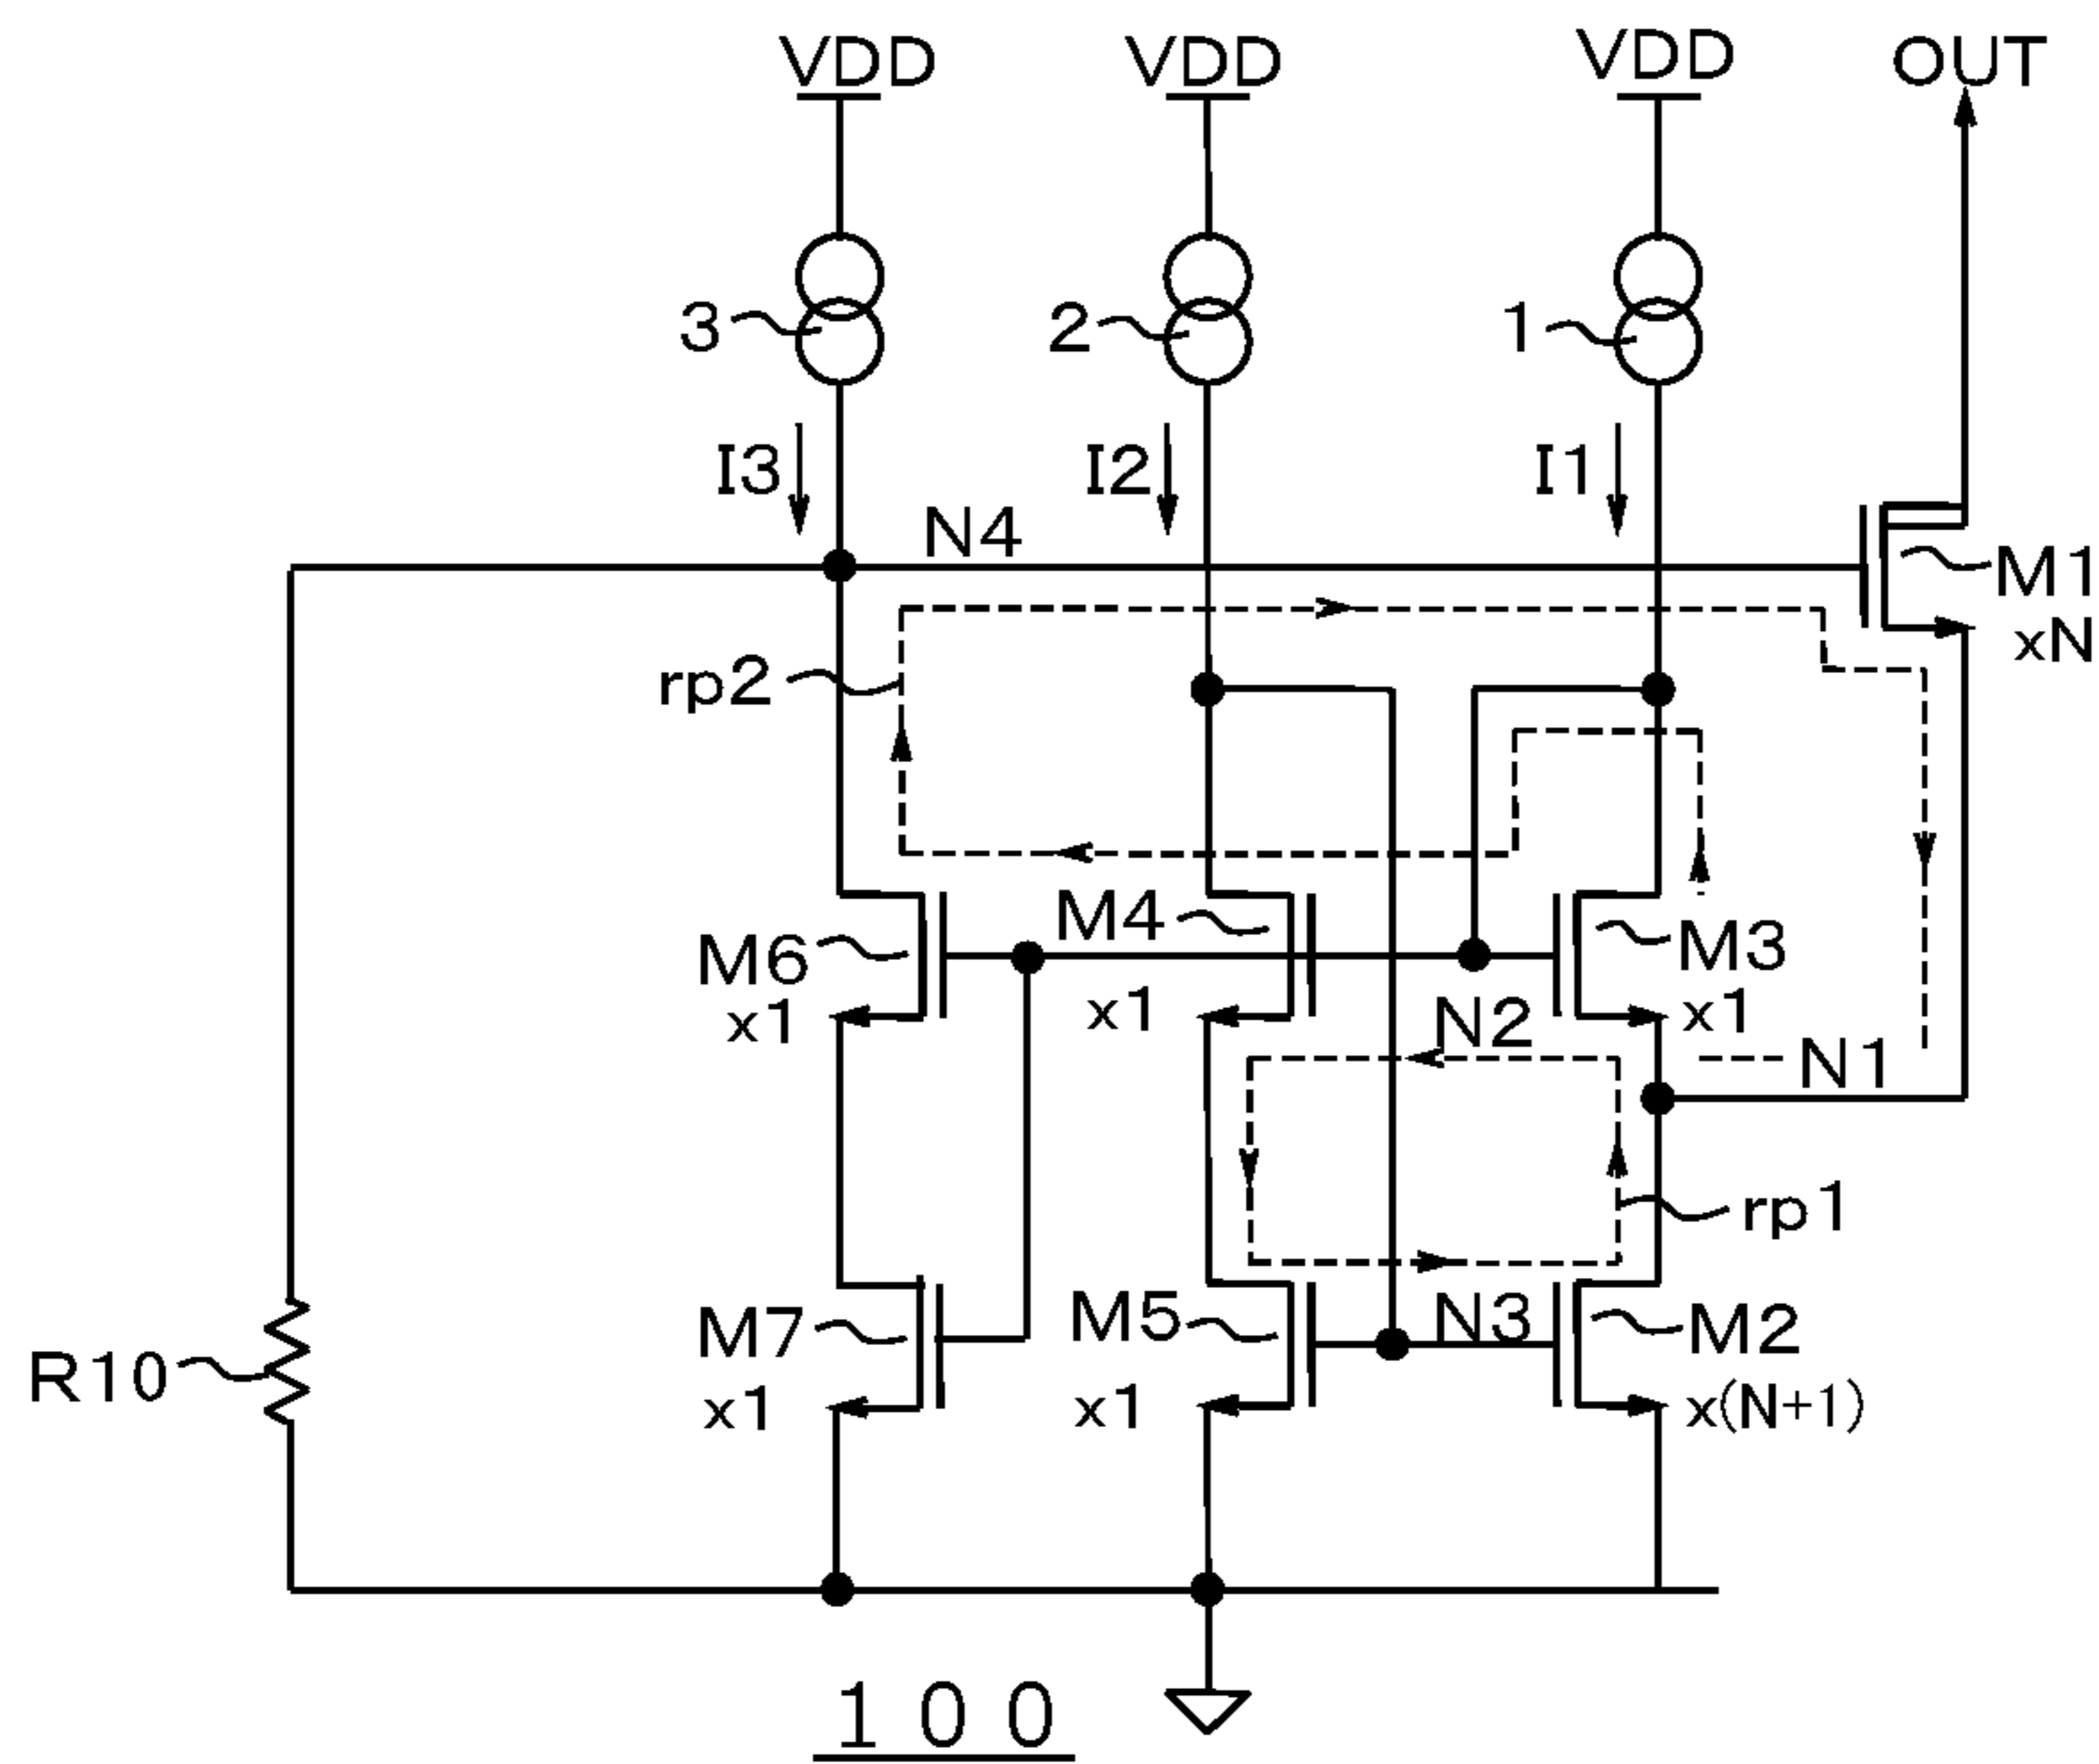 VDD VDD VDD OUT
3 2 1
I3 I2 I1
N4
M1
xN
rp2
M4 M3
M6
x1 x1 x1
N2
N1
rp1
M7 M5 N3 M2
R10
x1 x1 x(N+1)
100